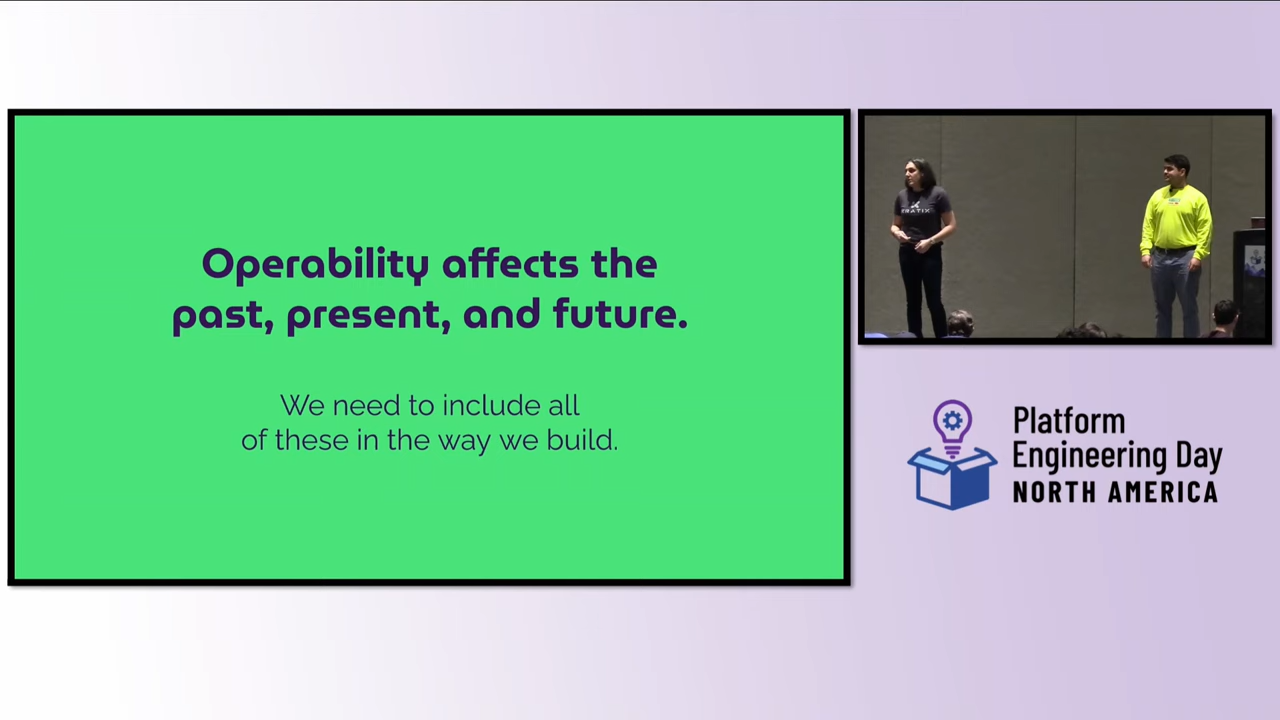 Operability affects the
past, present, and future.
We need to include all
of these in the way we build.
Platform
Engineering Day
NORTH AMERICA